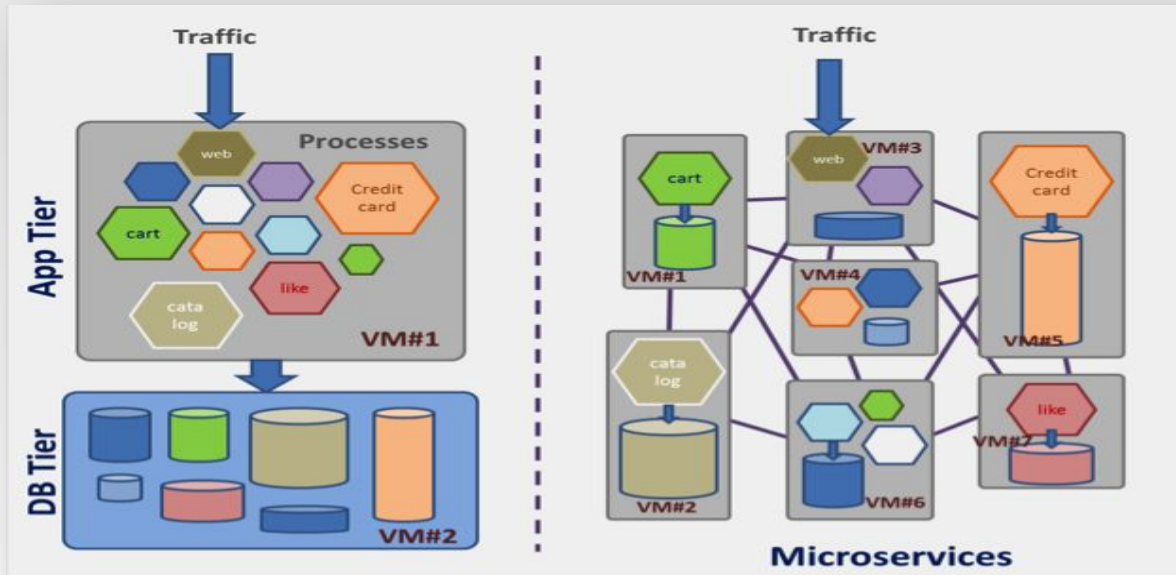 Traffic
Processes
web
Credit
card
cart
like
cata
log
VM#1
App Tier
DB Tier
VM#2
Traffic
cart
VM#1
web
VM#3
Credit
card
VM#5
VM#4
cata
log
VM#2
VM#6
like
VM#7
Microservices